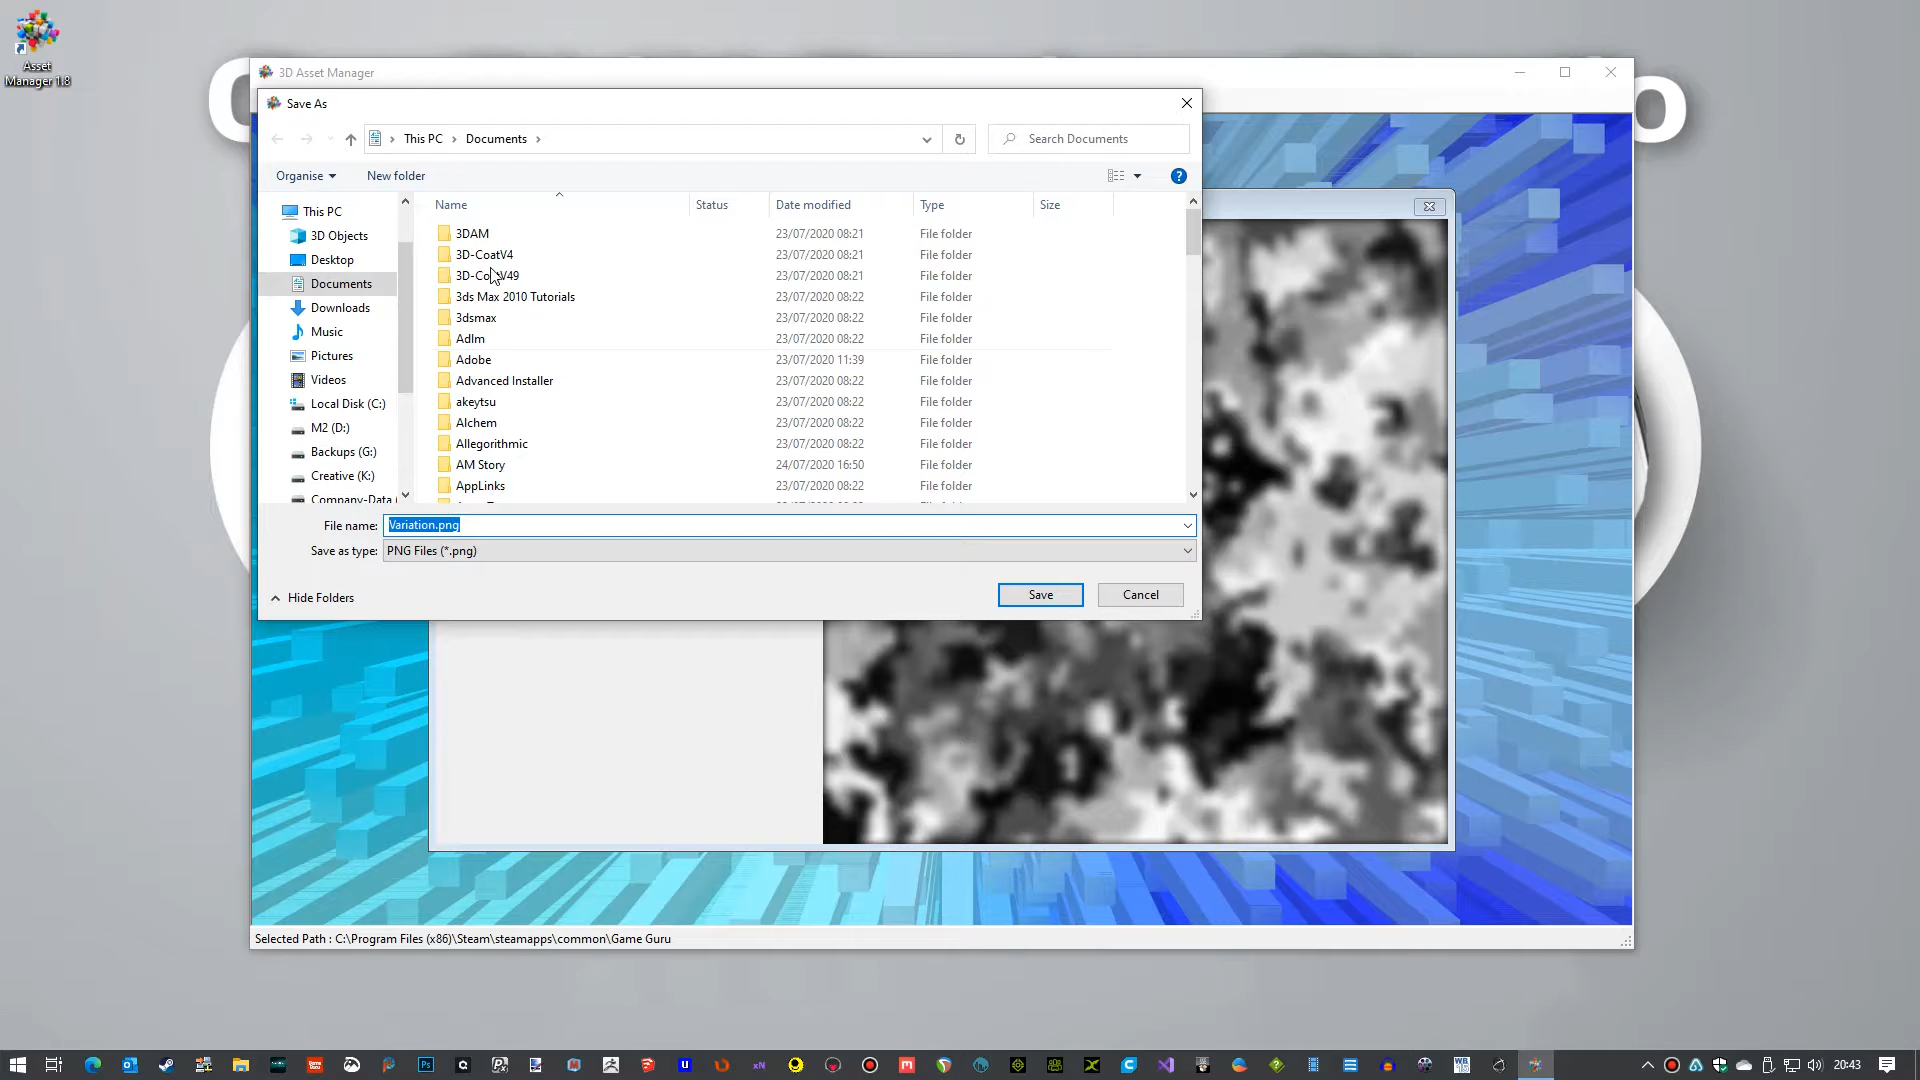 Asset
Manager 1.8
3D Asset Manager
Save As
This PC
Documents
Search Documents
Organise
New folder
This PC
3D Objects
Desktop
Documents
Downloads
Music
Pictures
Videos
Local Disk (C:)
M2 (D:)
Backups (G:)
Creative (K:)
Company-Data (
Name
Status
Date modified
Type
Size
3DAM 23/07/2020 08:21 File folder
3D-CoatV4 23/07/2020 08:21 File folder
3D-CoatV49 23/07/2020 08:21 File folder
3ds Max 2010 Tutorials 23/07/2020 08:22 File folder
3dsmax 23/07/2020 08:22 File folder
Adlm 23/07/2020 08:22 File folder
Adobe 23/07/2020 11:39 File folder
Advanced Installer 23/07/2020 08:22 File folder
akeytsu 23/07/2020 08:22 File folder
Alchem 23/07/2020 08:22 File folder
Allegorithmic 23/07/2020 08:22 File folder
AM Story 24/07/2020 16:50 File folder
AppLinks 23/07/2020 08:22 File folder
File name: Variation.png
Save as type: PNG Files (*.png)
Hide Folders
Save
Cancel
Selected Path : C:\Program Files (x86)\Steam\steamapps\common\Game Guru
20:43